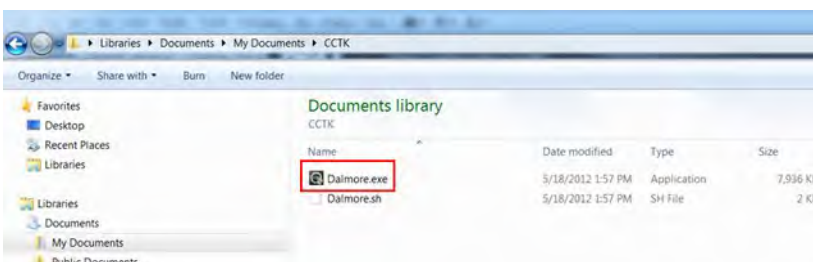 Libraries ▸ Documents ▸ My Documents ▸ CCTK
Organize Share with Burn New folder
Favorites
Desktop
Recent Places
Libraries
Libraries
Documents
My Documents
Public Documents
Documents library
CCTK
Name Date modified Type Size
Dalmore.exe 5/18/2012 1:57 PM Application 7,936 K
Dalmore.sh 5/18/2012 1:57 PM SH File 2 K